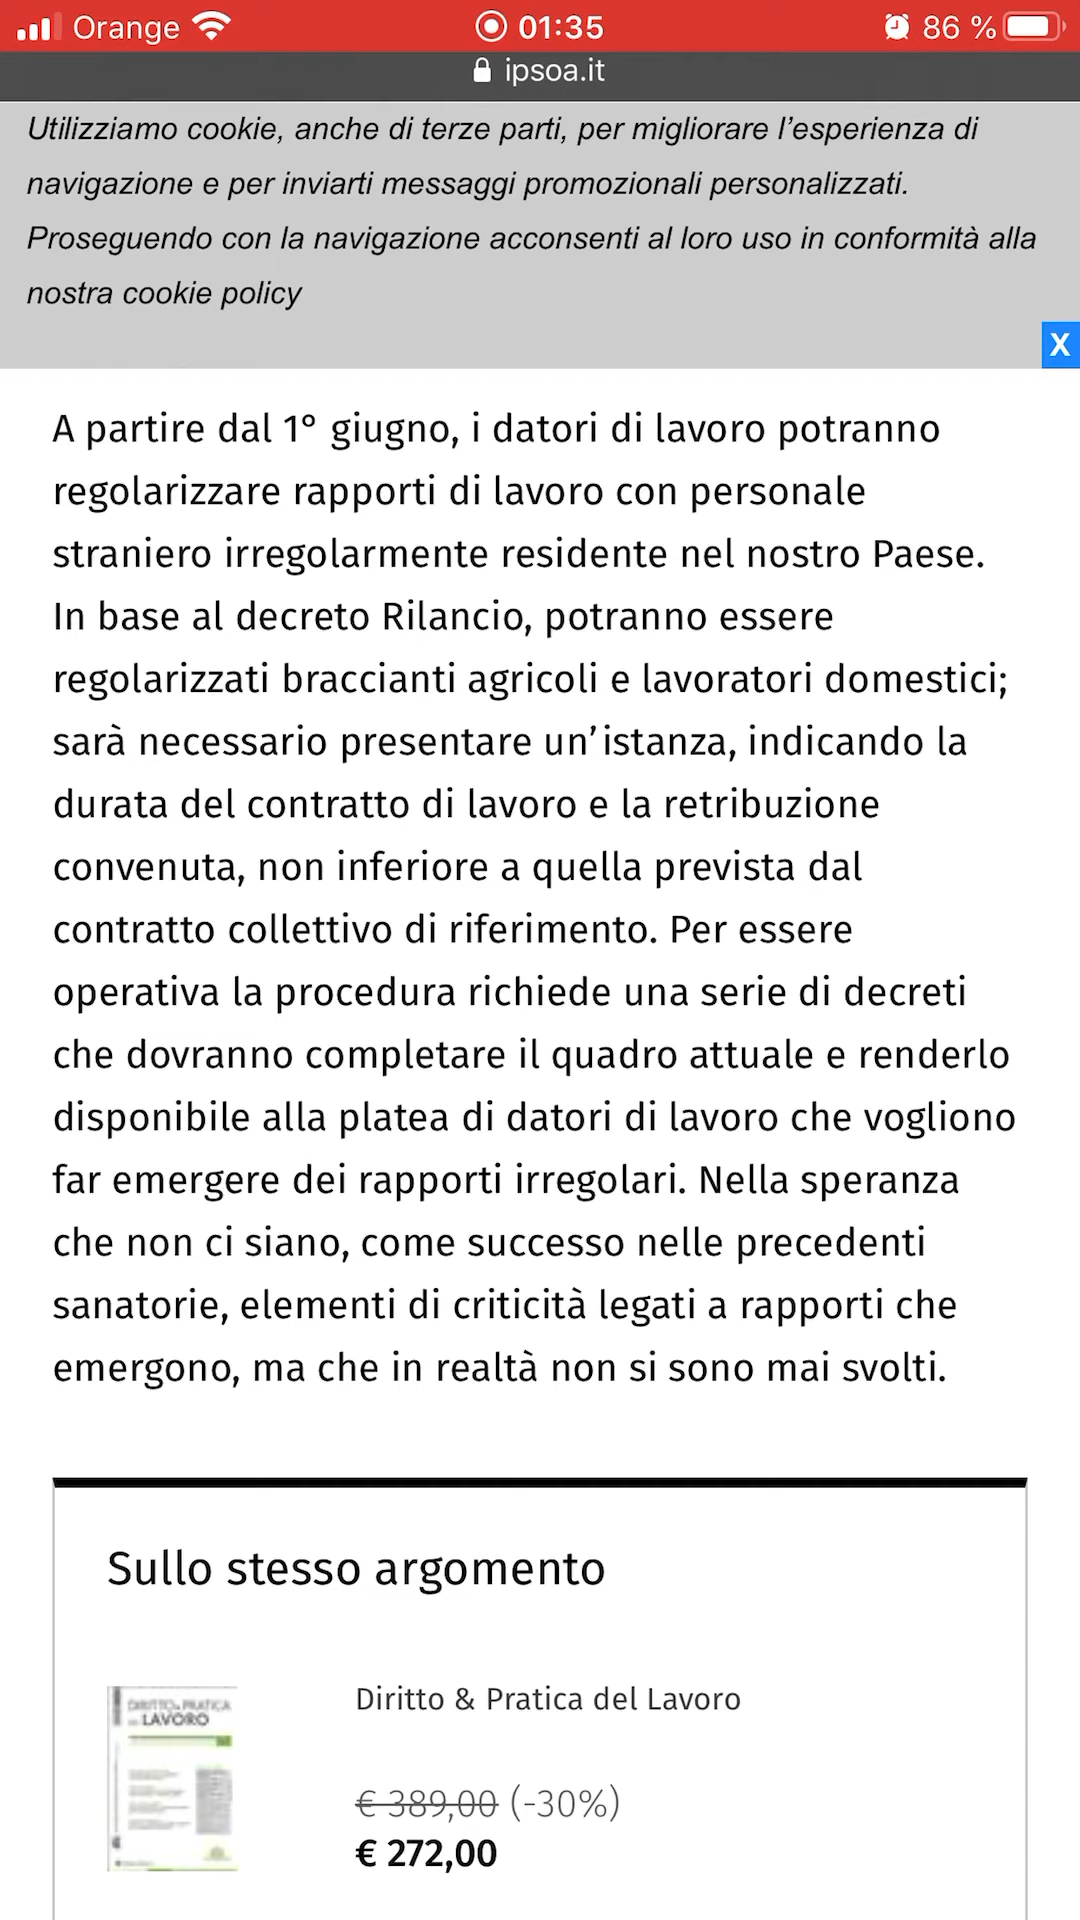 Orange 01:35 86 %
ipsoa.it
Utilizziamo cookie, anche di terze parti, per migliorare l’esperienza di
navigazione e per inviarti messaggi promozionali personalizzati.
Proseguendo con la navigazione acconsenti al loro uso in conformità alla
nostra cookie policy
X
A partire dal 1° giugno, i datori di lavoro potranno
regolarizzare rapporti di lavoro con personale
straniero irregolarmente residente nel nostro Paese.
In base al decreto Rilancio, potranno essere
regolarizzati braccianti agricoli e lavoratori domestici;
sarà necessario presentare un’istanza, indicando la
durata del contratto di lavoro e la retribuzione
convenuta, non inferiore a quella prevista dal
contratto collettivo di riferimento. Per essere
operativa la procedura richiede una serie di decreti
che dovranno completare il quadro attuale e renderlo
disponibile alla platea di datori di lavoro che vogliono
far emergere dei rapporti irregolari. Nella speranza
che non ci siano, come successo nelle precedenti
sanatorie, elementi di criticità legati a rapporti che
emergono, ma che in realtà non si sono mai svolti.
Sullo stesso argomento
DIRITTO & PRATICA
LAVORO
Diritto & Pratica del Lavoro
€ 389,00 (-30%)
€ 272,00